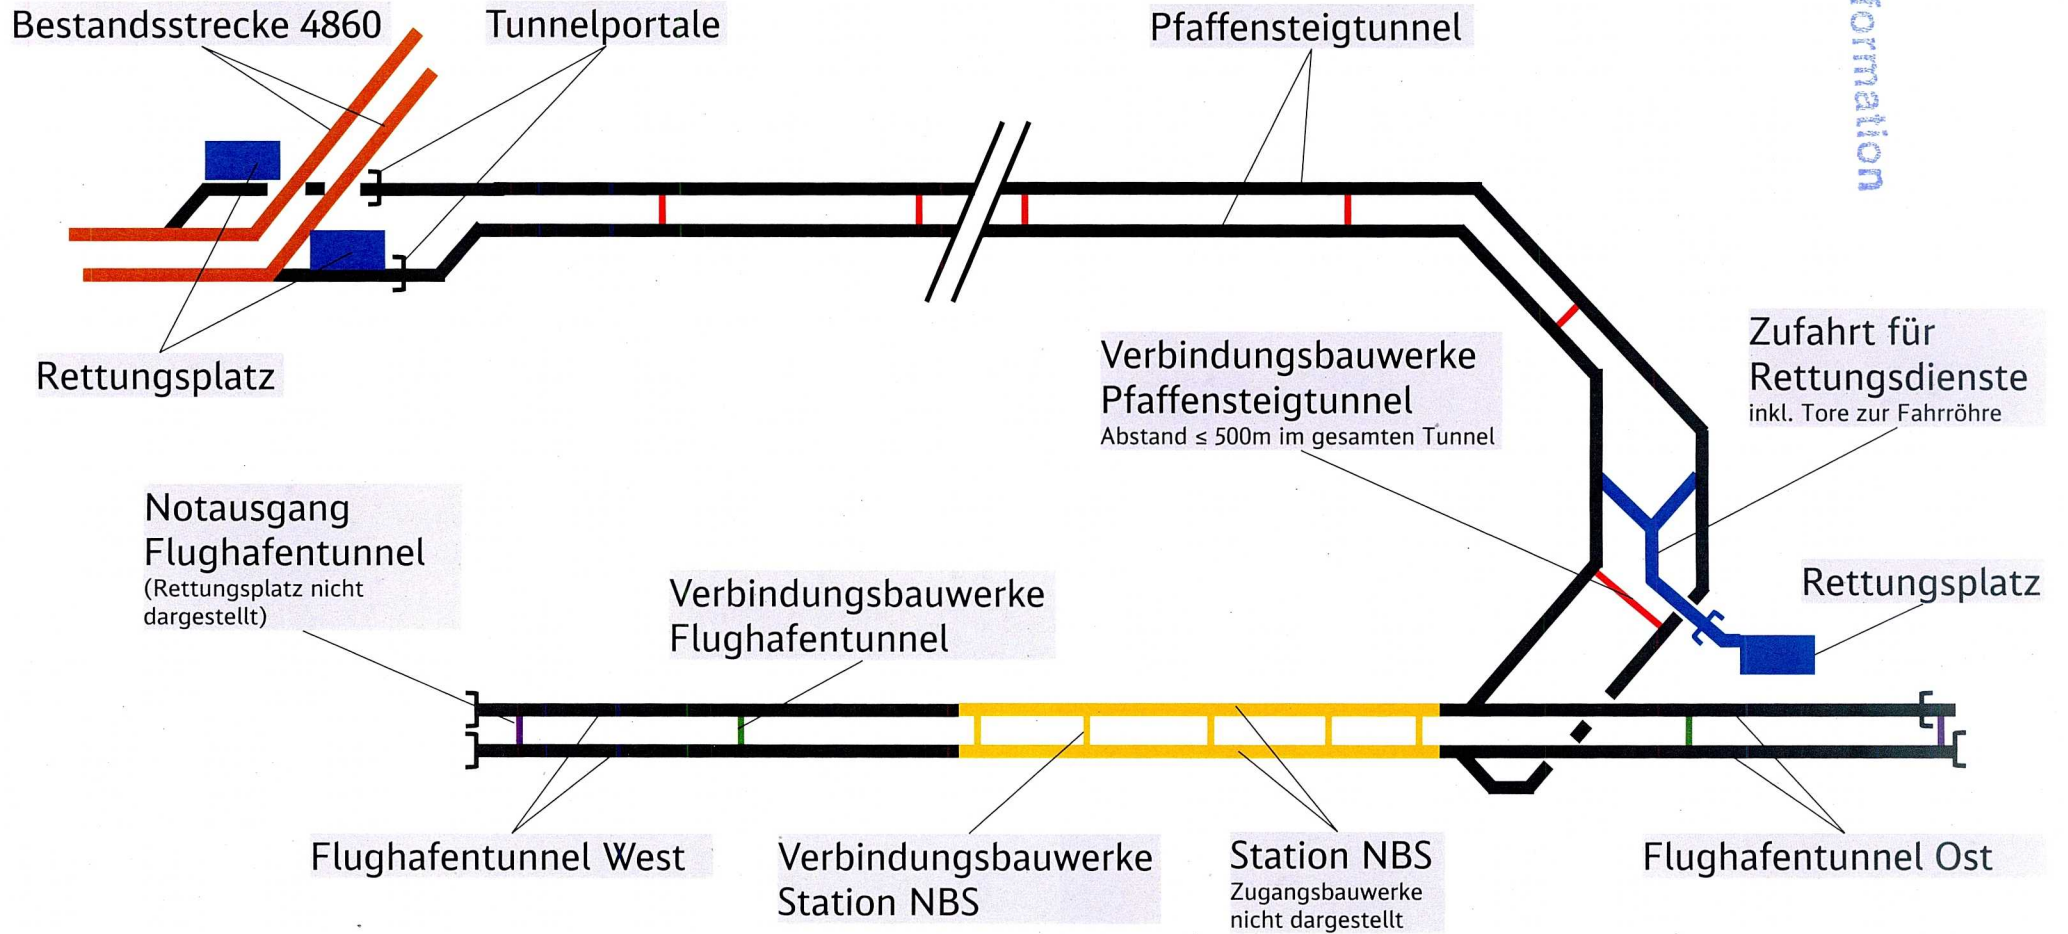 Bestandsstrecke 4860
Tunnelportale
Pfaffensteigtunnel
formation
Rettungsplatz
Verbindungsbauwerke
Pfaffensteigtunnel
Abstand ≤ 500m im gesamten Tunnel
Zufahrt für
Rettungsdienste
inkl. Tore zur Fahrröhre
Notausgang
Flughafentunnel
(Rettungsplatz nicht
dargestellt)
Verbindungsbauwerke
Flughafentunnel
Rettungsplatz
Flughafentunnel West
Verbindungsbauwerke
Station NBS
Station NBS
Zugangsbauwerke
nicht dargestellt
Flughafentunnel Ost